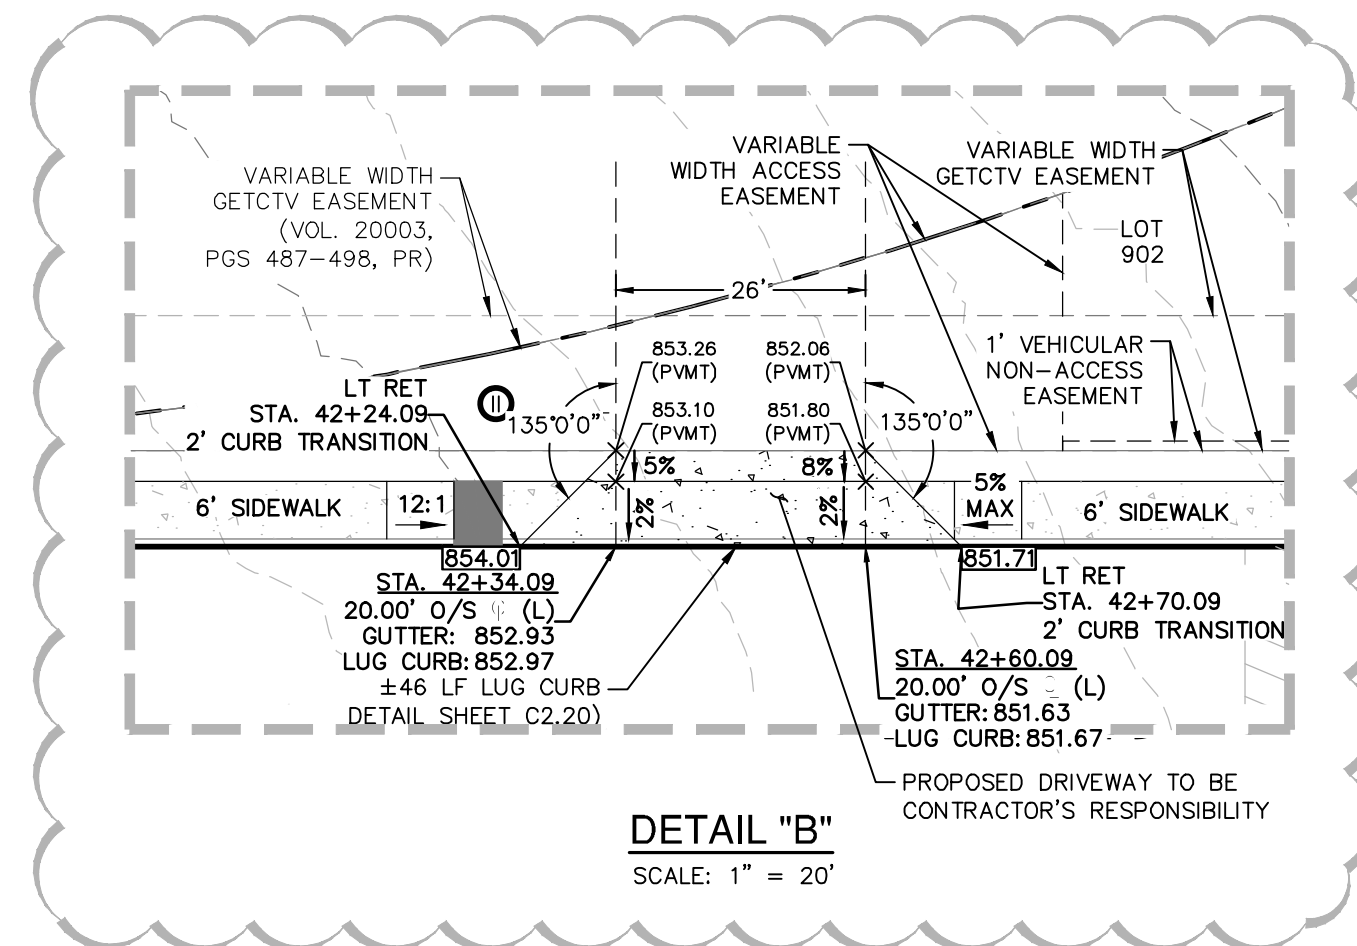 VARIABLE WIDTH
GETCTV EASEMENT
(VOL. 20003,
PGS 487-498, PR)
VARIABLE
WIDTH ACCESS
EASEMENT
VARIABLE WIDTH
GETCTV EASEMENT
LOT
902
26'
1' VEHICULAR
NON-ACCESS
EASEMENT
LT RET
STA. 42+24.09
2' CURB TRANSITION
11
135°0'0"
853.26
(PVMT)
853.10
(PVMT)
852.06
(PVMT)
851.80
(PVMT)
135°0'0"
5%
8%
2%
2%
6' SIDEWALK
12:1
5%
MAX
6' SIDEWALK
854.01
STA. 42+34.09
20.00' O/S (L)
GUTTER: 852.93
LUG CURB: 852.97
±46 LF LUG CURB
DETAIL SHEET C2.20)
851.71
LT RET
STA. 42+70.09
2' CURB TRANSITION
STA. 42+60.09
20.00' O/S (L)
GUTTER: 851.63
LUG CURB: 851.67
PROPOSED DRIVEWAY TO BE
CONTRACTOR'S RESPONSIBILITY
DETAIL "B"
SCALE: 1" = 20'